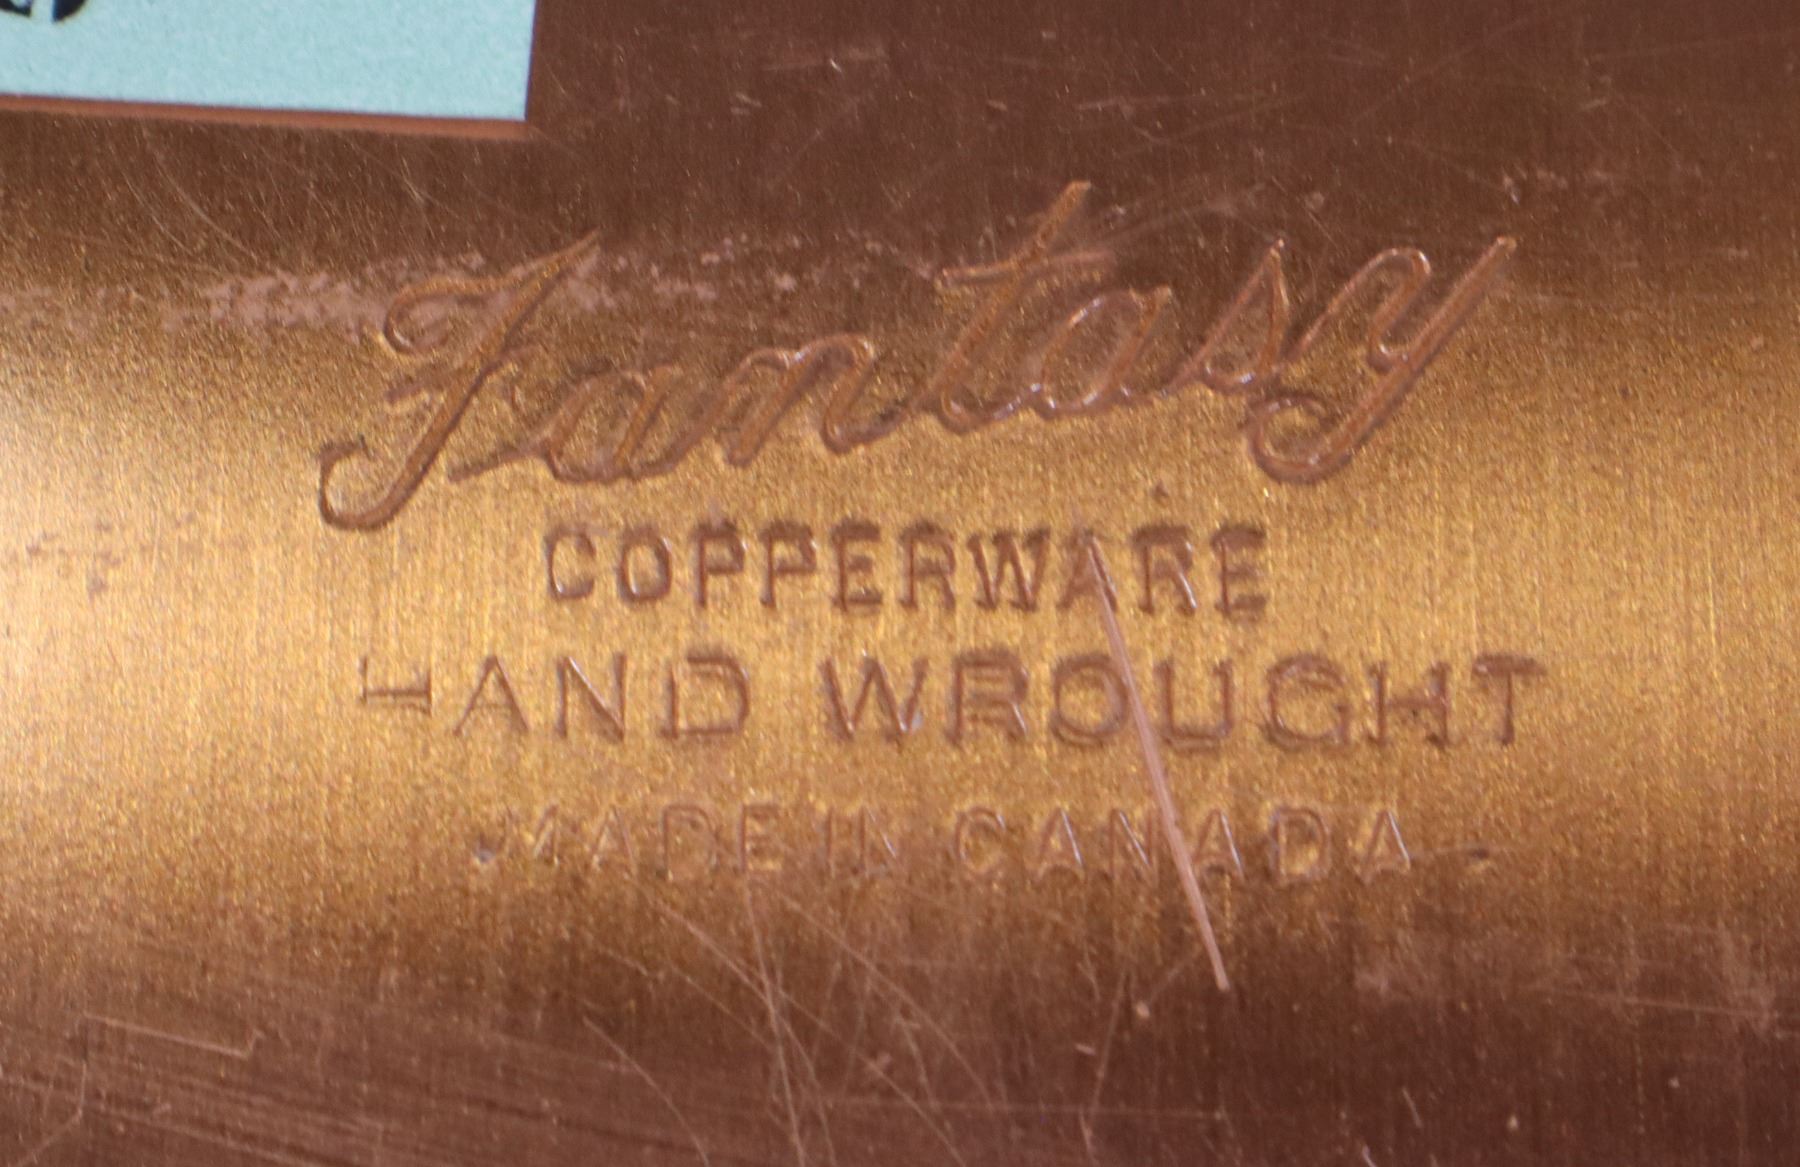 Fantasy
COPPERWARE
HAND WROUGHT
MADE IN CANADA